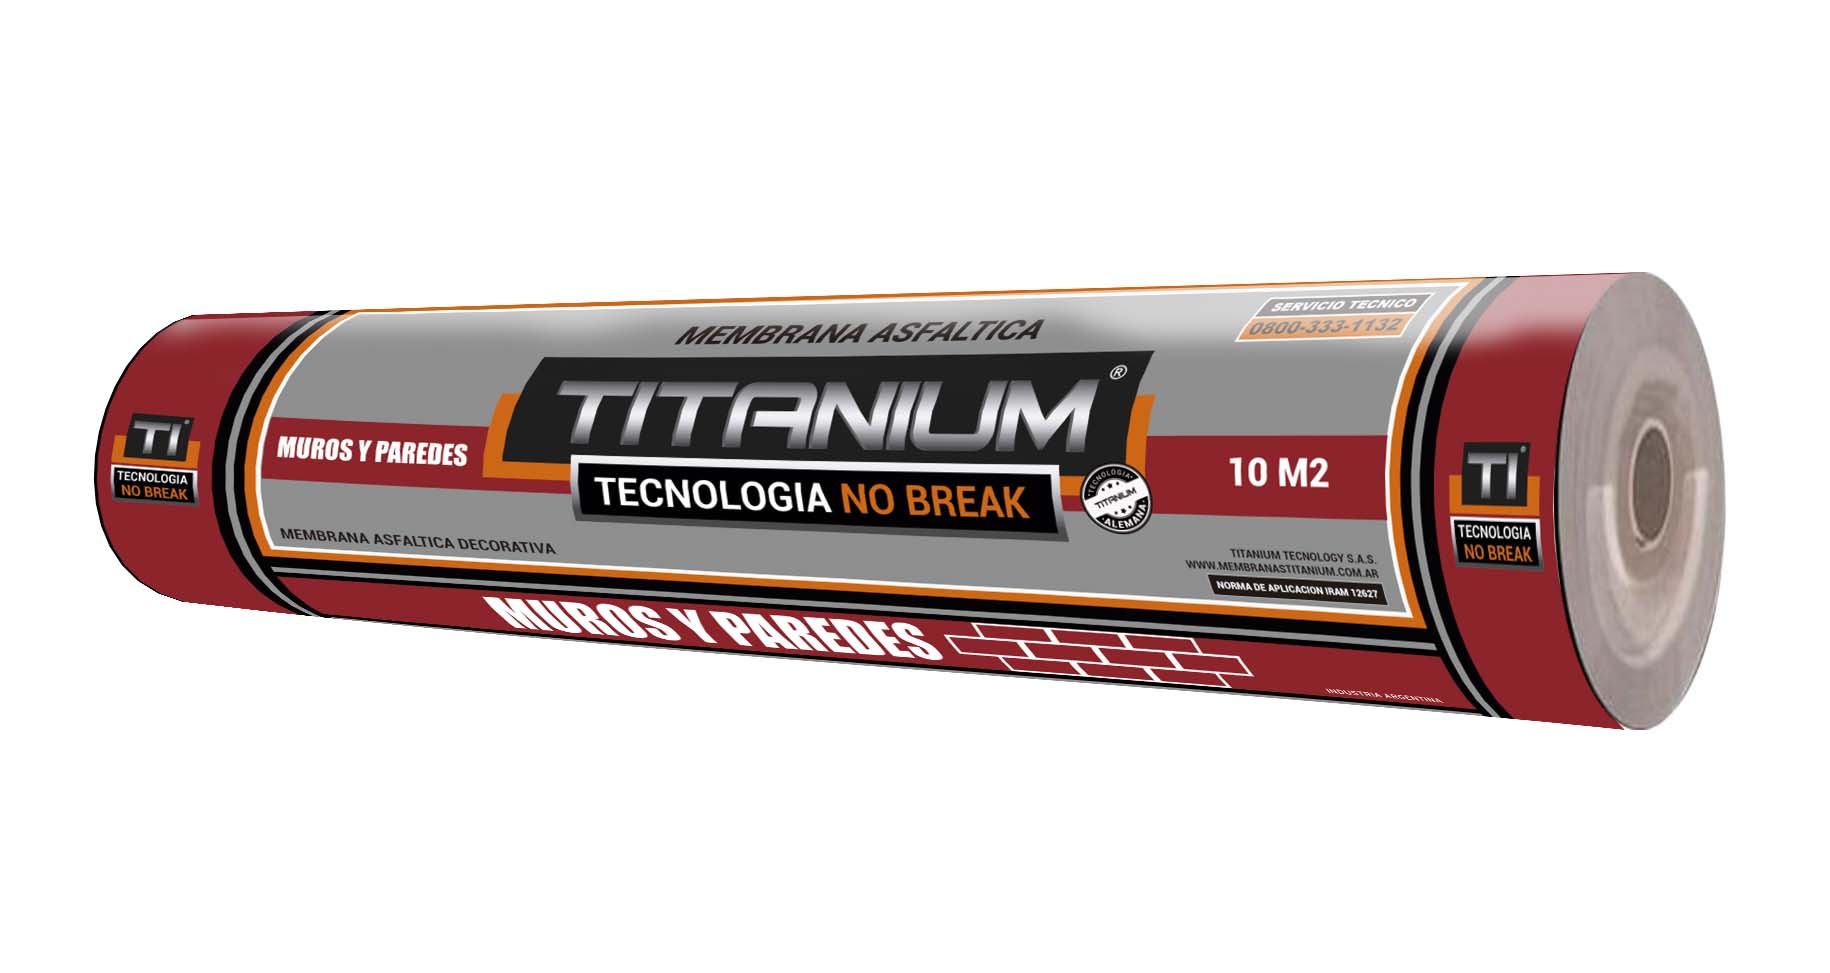 MEMBRANA ASFALTICA
SERVICIO TECNICO
0800-333-1132
TITANIUM®
TECNOLOGIA NO BREAK
MUROS Y PAREDES
10 M2
TECNOLOGIA
TITANIUM
ALEMANA
MEMBRANA ASFALTICA DECORATIVA
TITANIUM TECNOLOGY S.A.S.
WWW.MEMBRANASTITANIUM.COM.AR
NORMA DE APLICACION IRAM 12627
MUROS Y PAREDES
INDUSTRIA ARGENTINA
TI
TECNOLOGIA
NO BREAK
TI
TECNOLOGIA
NO BREAK